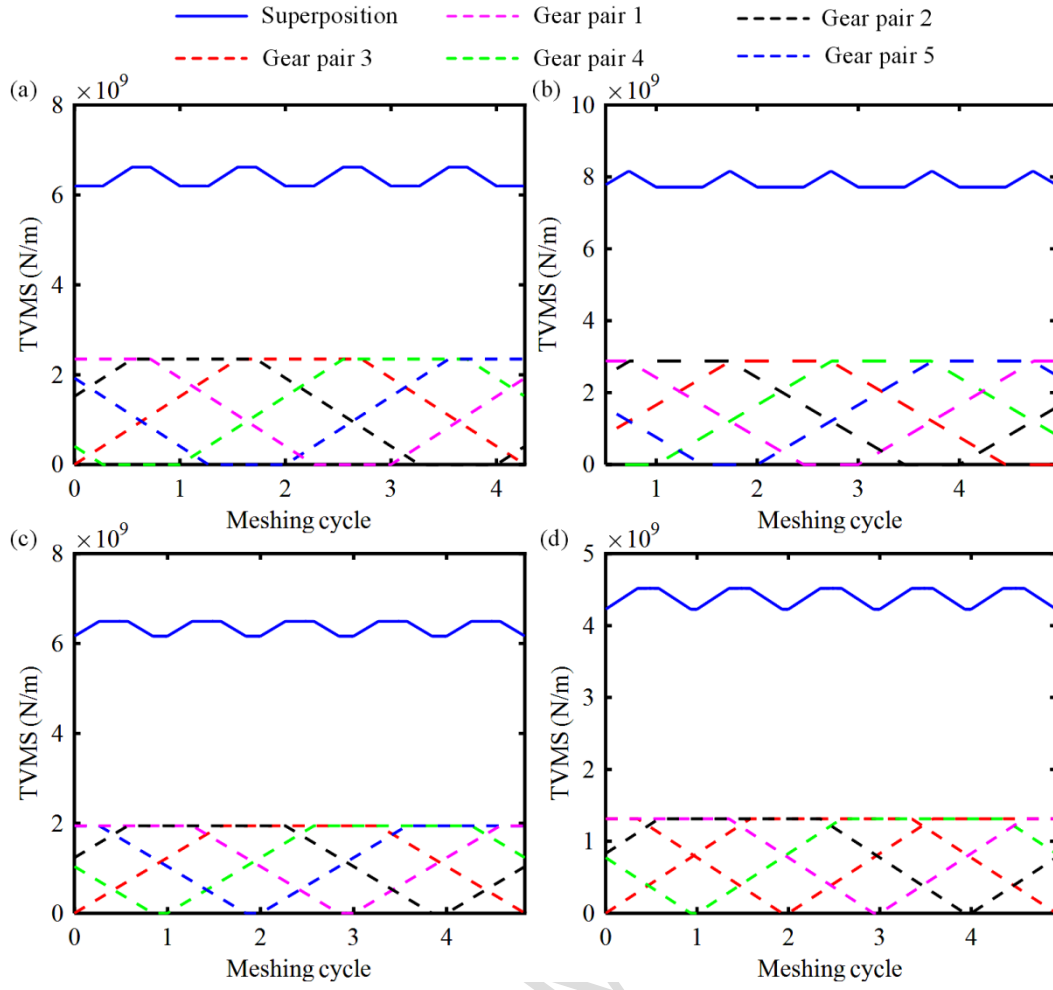 Superposition Gear pair 1 Gear pair 2
Gear pair 3 Gear pair 4 Gear pair 5
(a) ×10⁹ (b) ×10⁹
8 10
6 8
6
4 4
2 2
0 0
TVMS (N/m) TVMS (N/m)
0 1 2 3 4 1 2 3 4
Meshing cycle Meshing cycle
(c) ×10⁹ (d) ×10⁹
8 5
6 4
3
4 2
2 1
0 0
TVMS (N/m) TVMS (N/m)
0 1 2 3 4 0 1 2 3 4
Meshing cycle Meshing cycle